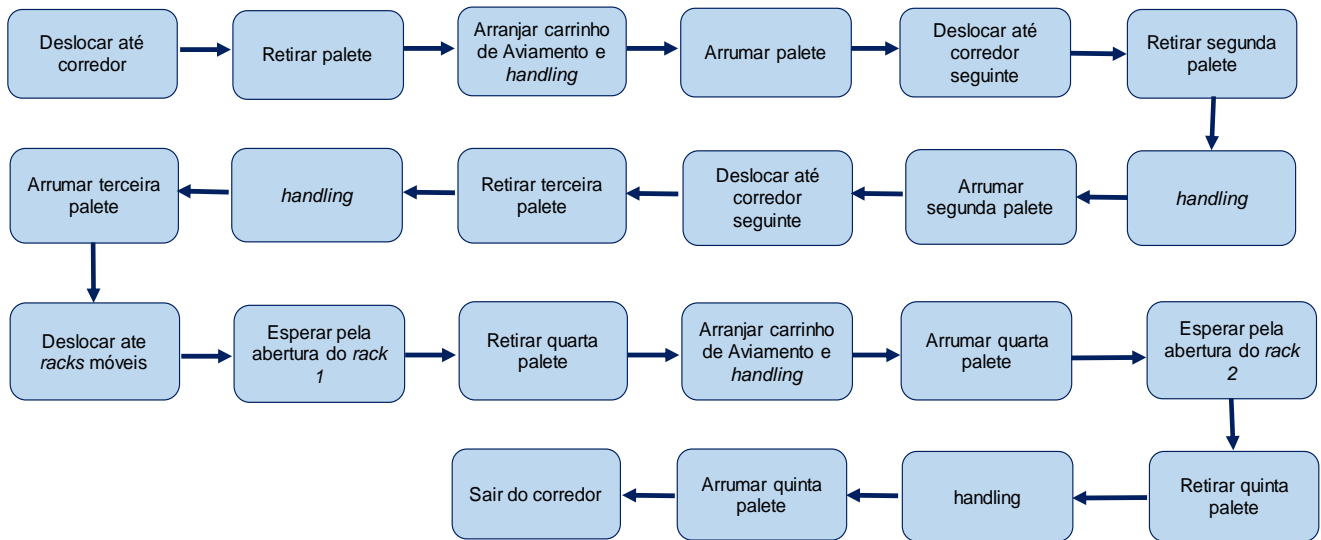 Deslocar até
corredor
Retirar palete
Arranjar carrinho
de Aviamento e
handling
Arrumar palete
Deslocar até
corredor
seguinte
Retirar segunda
palete
handling
Arrumar
segunda palete
Deslocar até
corredor
seguinte
Retirar terceira
palete
handling
Arrumar terceira
palete
Deslocar ate
racks móveis
Esperar pela
abertura do rack
1
Retirar quarta
palete
Arranjar carrinho
de Aviamento e
handling
Arrumar quarta
palete
Esperar pela
abertura do rack
2
Retirar quinta
palete
handling
Arrumar quinta
palete
Sair do corredor